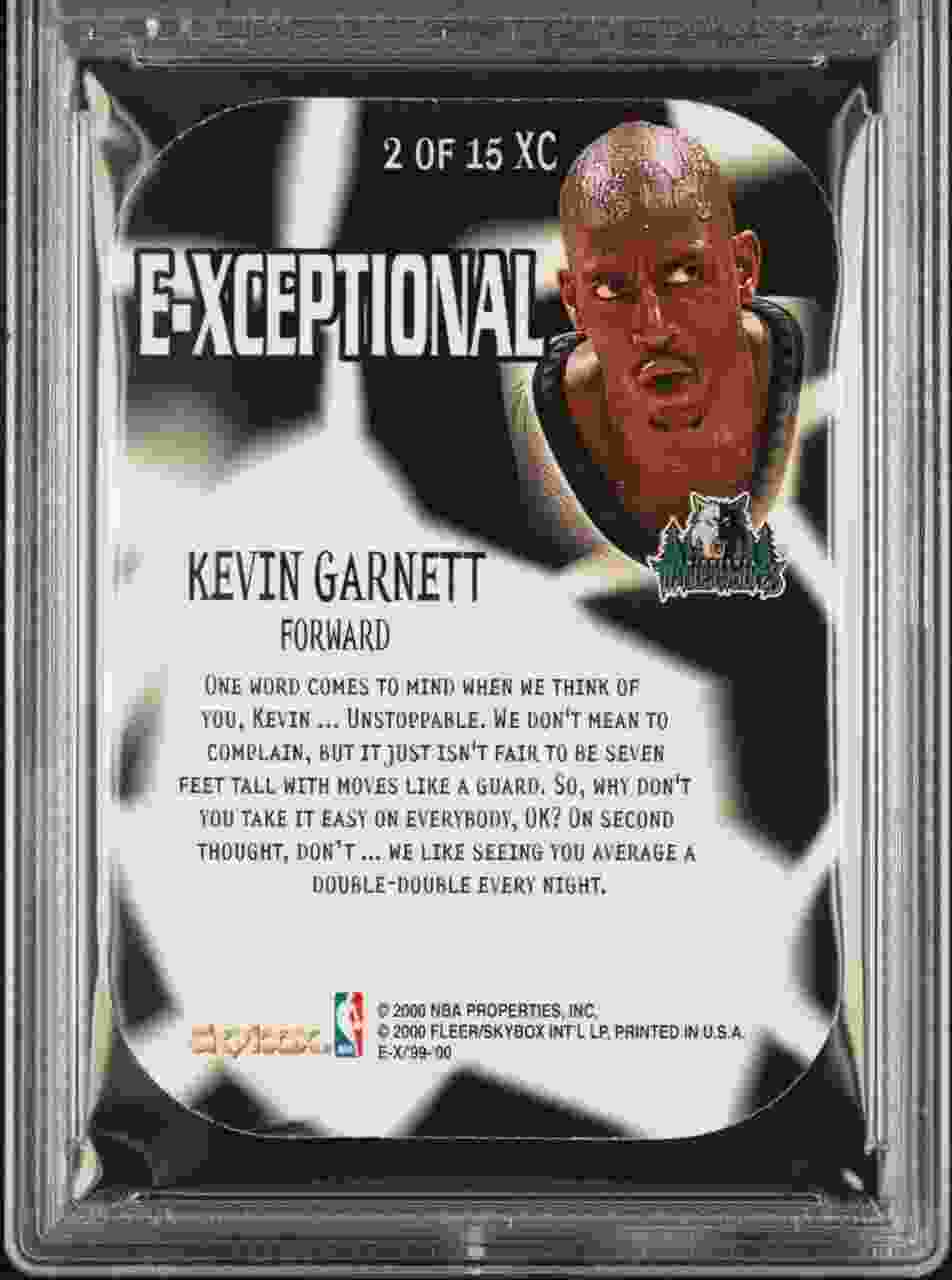 2 OF 15 XC
E-XCEPTIONAL
TIMBERWOLVES
KEVIN GARNETT
FORWARD
ONE WORD COMES TO MIND WHEN WE THINK OF
YOU, KEVIN ... UNSTOPPABLE. WE DON'T MEAN TO
COMPLAIN, BUT IT JUST ISN'T FAIR TO BE SEVEN
FEET TALL WITH MOVES LIKE A GUARD. SO, WHY DON'T
YOU TAKE IT EASY ON EVERYBODY, OK? ON SECOND
THOUGHT, DON'T ... WE LIKE SEEING YOU AVERAGE A
DOUBLE-DOUBLE EVERY NIGHT.
skybox.
NBA
© 2000 NBA PROPERTIES, INC.
© 2000 FLEER/SKYBOX INT'L LP. PRINTED IN U.S.A.
E-X/'99-'00